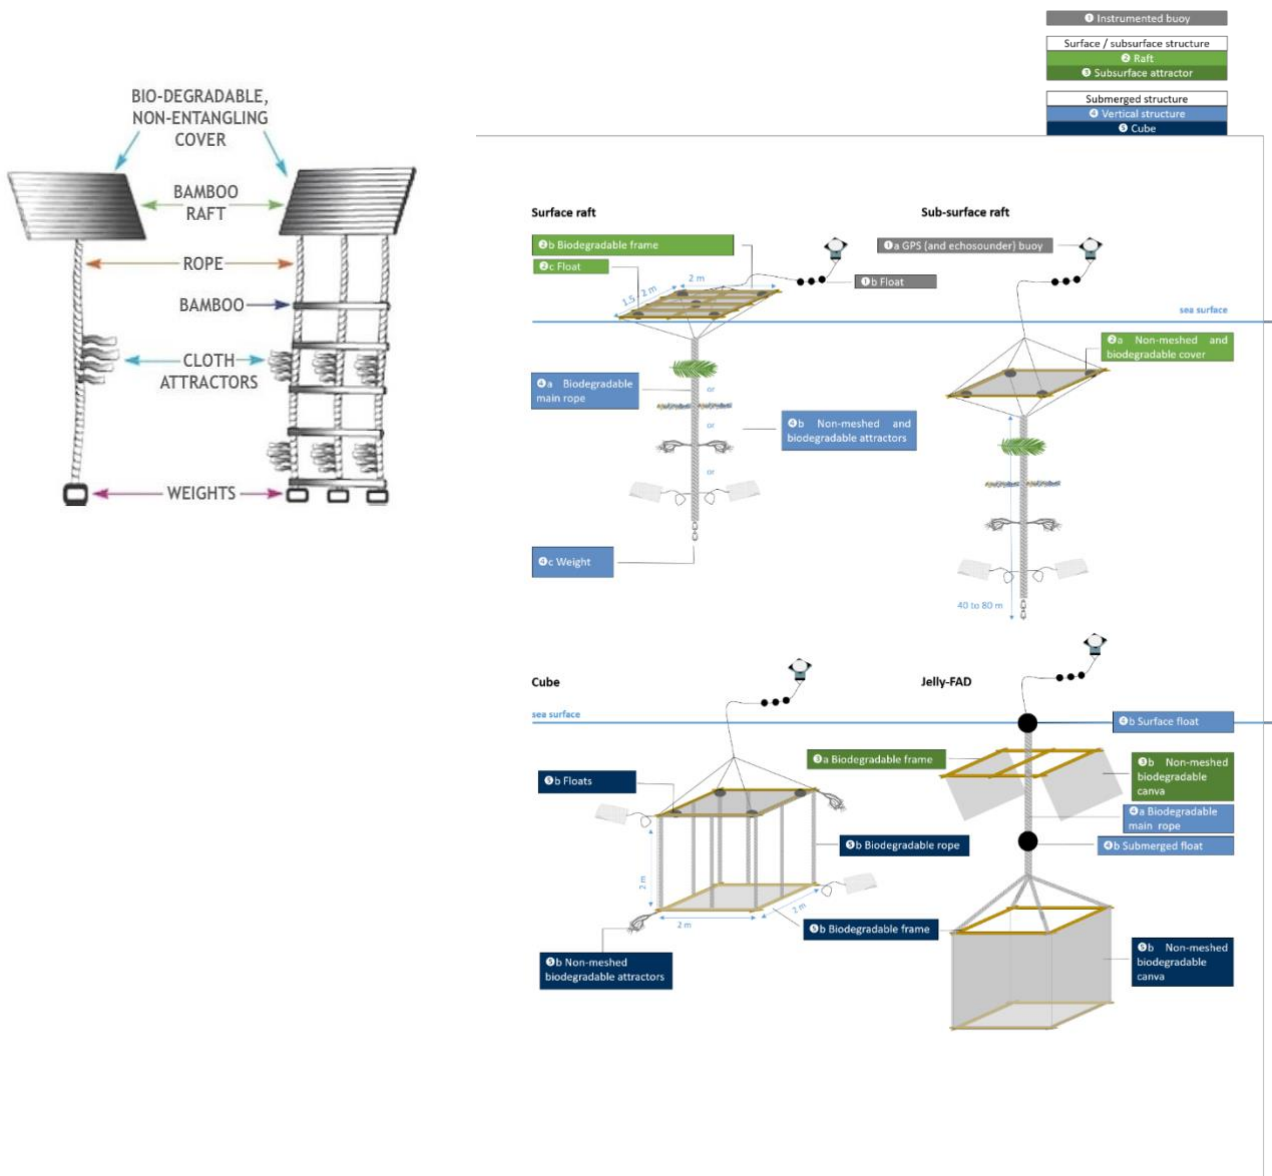 ❶ Instrumented buoy
Surface / subsurface structure
❷ Raft
❸ Subsurface attractor
Submerged structure
❹ Vertical structure
❺ Cube
BIO-DEGRADABLE,
NON-ENTANGLING
COVER
BAMBOO
RAFT
ROPE
BAMBOO
CLOTH
ATTRACTORS
WEIGHTS
Surface raft
❷b Biodegradable frame
❷c Float
1.5 - 2 m
2 m
❶b Float
❹a Biodegradable
main rope
or
or
or
❹b Non-meshed and
biodegradable attractors
❹c Weight
Sub-surface raft
❶a GPS (and echosounder) buoy
sea surface
❷a Non-meshed and
biodegradable cover
40 to 80 m
Cube
sea surface
❺b Floats
2 m
2 m
2 m
❺b Biodegradable rope
❺b Biodegradable frame
❺b Non-meshed
biodegradable attractors
Jelly-FAD
❹b Surface float
❸a Biodegradable frame
❸b Non-meshed
biodegradable
canva
❹a Biodegradable
main rope
❹b Submerged float
❺b Non-meshed
biodegradable
canva